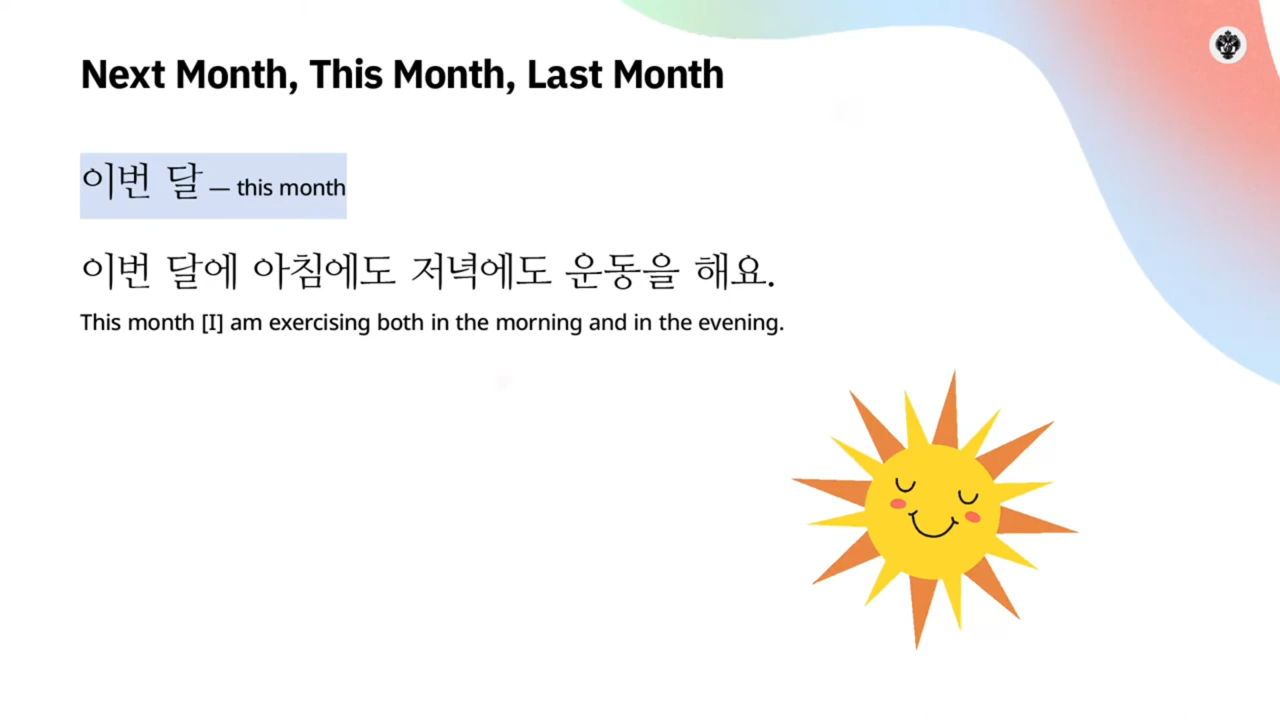 Next Month, This Month, Last Month
이번 달 — this month
이번 달에 아침에도 저녁에도 운동을 해요.
This month [I] am exercising both in the morning and in the evening.